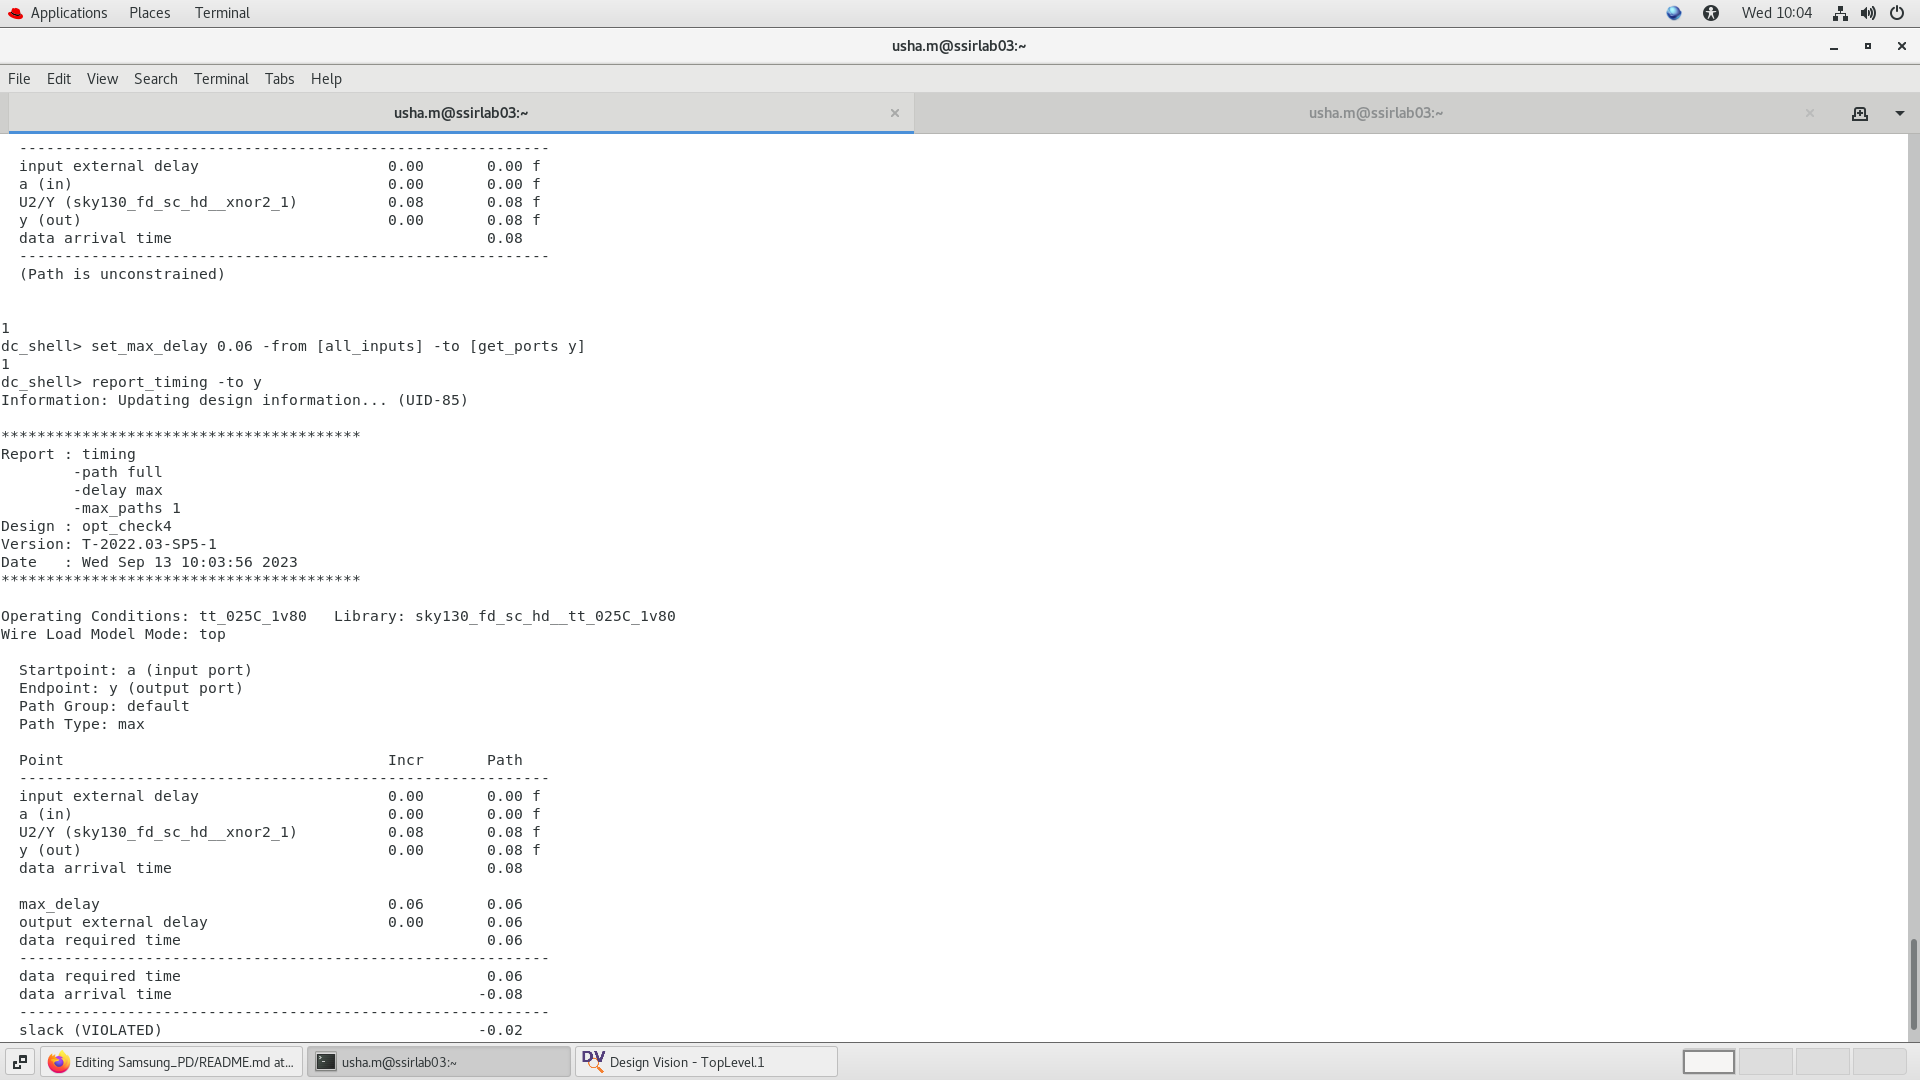 Applications Places Terminal Wed 10:04
usha.m@ssirlab03:~
File Edit View Search Terminal Tabs Help
usha.m@ssirlab03:~ × usha.m@ssirlab03:~ ×
-----------------------------------------------------------
input external delay 0.00 0.00 f
a (in) 0.00 0.00 f
U2/Y (sky130_fd_sc_hd__xnor2_1) 0.08 0.08 f
y (out) 0.00 0.08 f
data arrival time 0.08
-----------------------------------------------------------
(Path is unconstrained)
1
dc_shell> set_max_delay 0.06 -from [all_inputs] -to [get_ports y]
1
dc_shell> report_timing -to y
Information: Updating design information... (UID-85)
****************************************
Report : timing
-path full
-delay max
-max_paths 1
Design : opt_check4
Version: T-2022.03-SP5-1
Date : Wed Sep 13 10:03:56 2023
****************************************
Operating Conditions: tt_025C_1v80 Library: sky130_fd_sc_hd__tt_025C_1v80
Wire Load Model Mode: top
Startpoint: a (input port)
Endpoint: y (output port)
Path Group: default
Path Type: max
Point Incr Path
-----------------------------------------------------------
input external delay 0.00 0.00 f
a (in) 0.00 0.00 f
U2/Y (sky130_fd_sc_hd__xnor2_1) 0.08 0.08 f
y (out) 0.00 0.08 f
data arrival time 0.08
max_delay 0.06 0.06
output external delay 0.00 0.06
data required time 0.06
-----------------------------------------------------------
data required time 0.06
data arrival time -0.08
-----------------------------------------------------------
slack (VIOLATED) -0.02
Editing Samsung_PD/README.md at... usha.m@ssirlab03:~ DV Design Vision - TopLevel.1